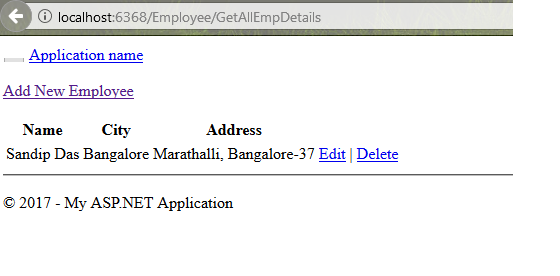 localhost:6368/Employee/GetAllEmpDetails
Application name
Add New Employee
Name City Address
Sandip Das Bangalore Marathalli, Bangalore-37 Edit | Delete
© 2017 - My ASP.NET Application